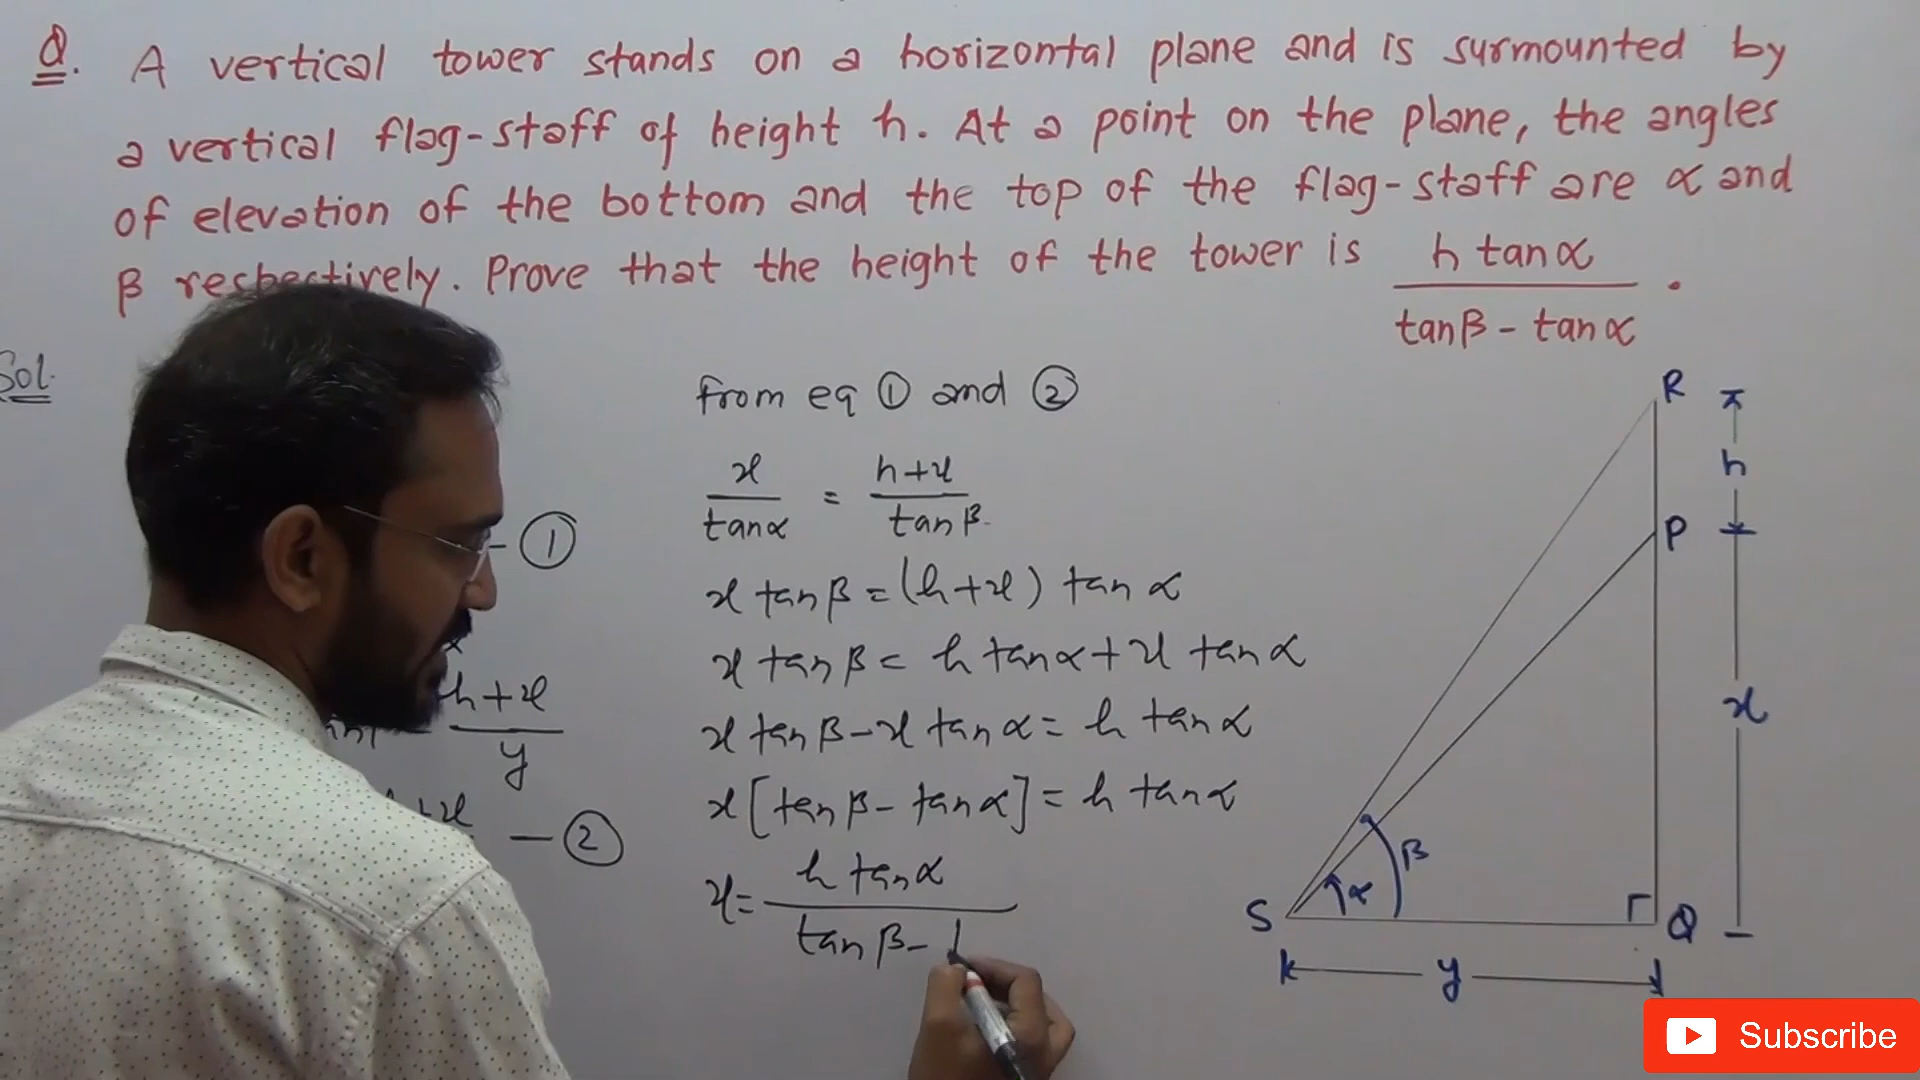 Q. A vertical tower stands on a horizontal plane and is surmounted by
a vertical flag-staff of height h. At a point on the plane, the angles
of elevation of the bottom and the top of the flag-staff are α and
β respectively. Prove that the height of the tower is h tanα / tanβ - tanα .
Sol.
- ①
h+x / y
- ②
from eq ① and ②
x / tanα = h+x / tanβ
x tanβ = (h+x) tan α
x tanβ = h tanα + x tanα
x tanβ - x tanα = h tanα
x[tanβ - tanα] = h tanα
x = h tanα / tanβ -
R
h
P
x
β
α
S
Q
y
Subscribe